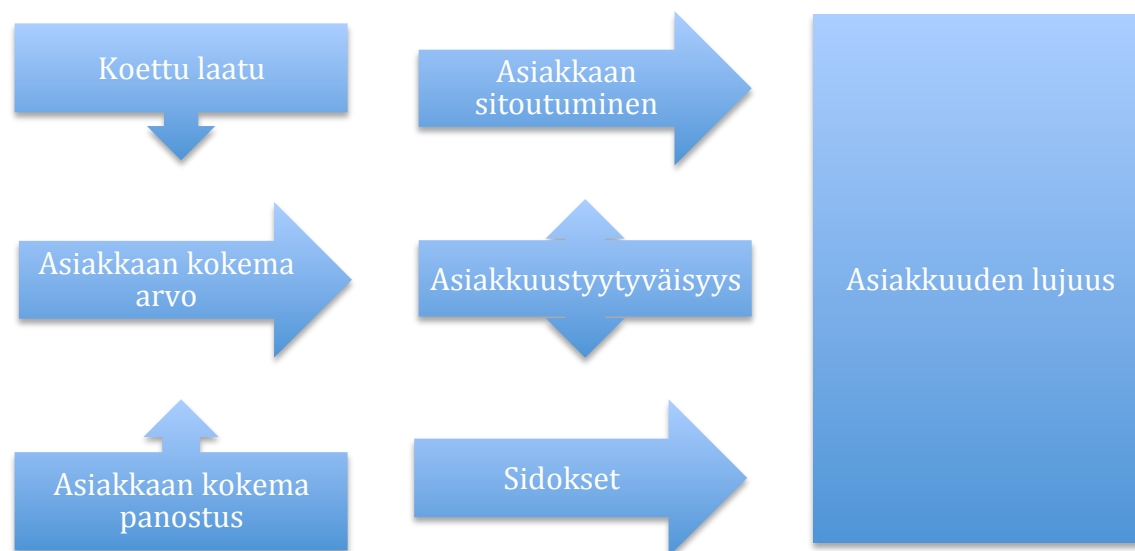 Koettu laatu
Asiakkaan
sitoutuminen
Asiakkaan kokema
arvo
Asiakkuustyytyväisyys
Asiakkuuden lujuus
Asiakkaan kokema
panostus
Sidokset